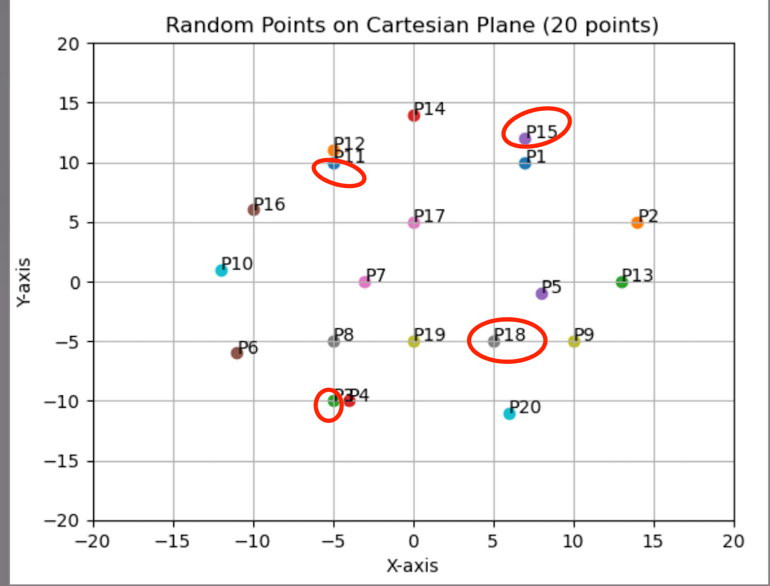 Random Points on Cartesian Plane (20 points)
20
15
10
5
0
−5
−10
−15
−20
Y-axis
P14
P15
P12
P11
P1
P16
P17
P2
P10
P7
P13
P5
P8
P19
P18
P9
P6
P3
P4
P20
−20
−15
−10
−5
0
5
10
15
20
X-axis